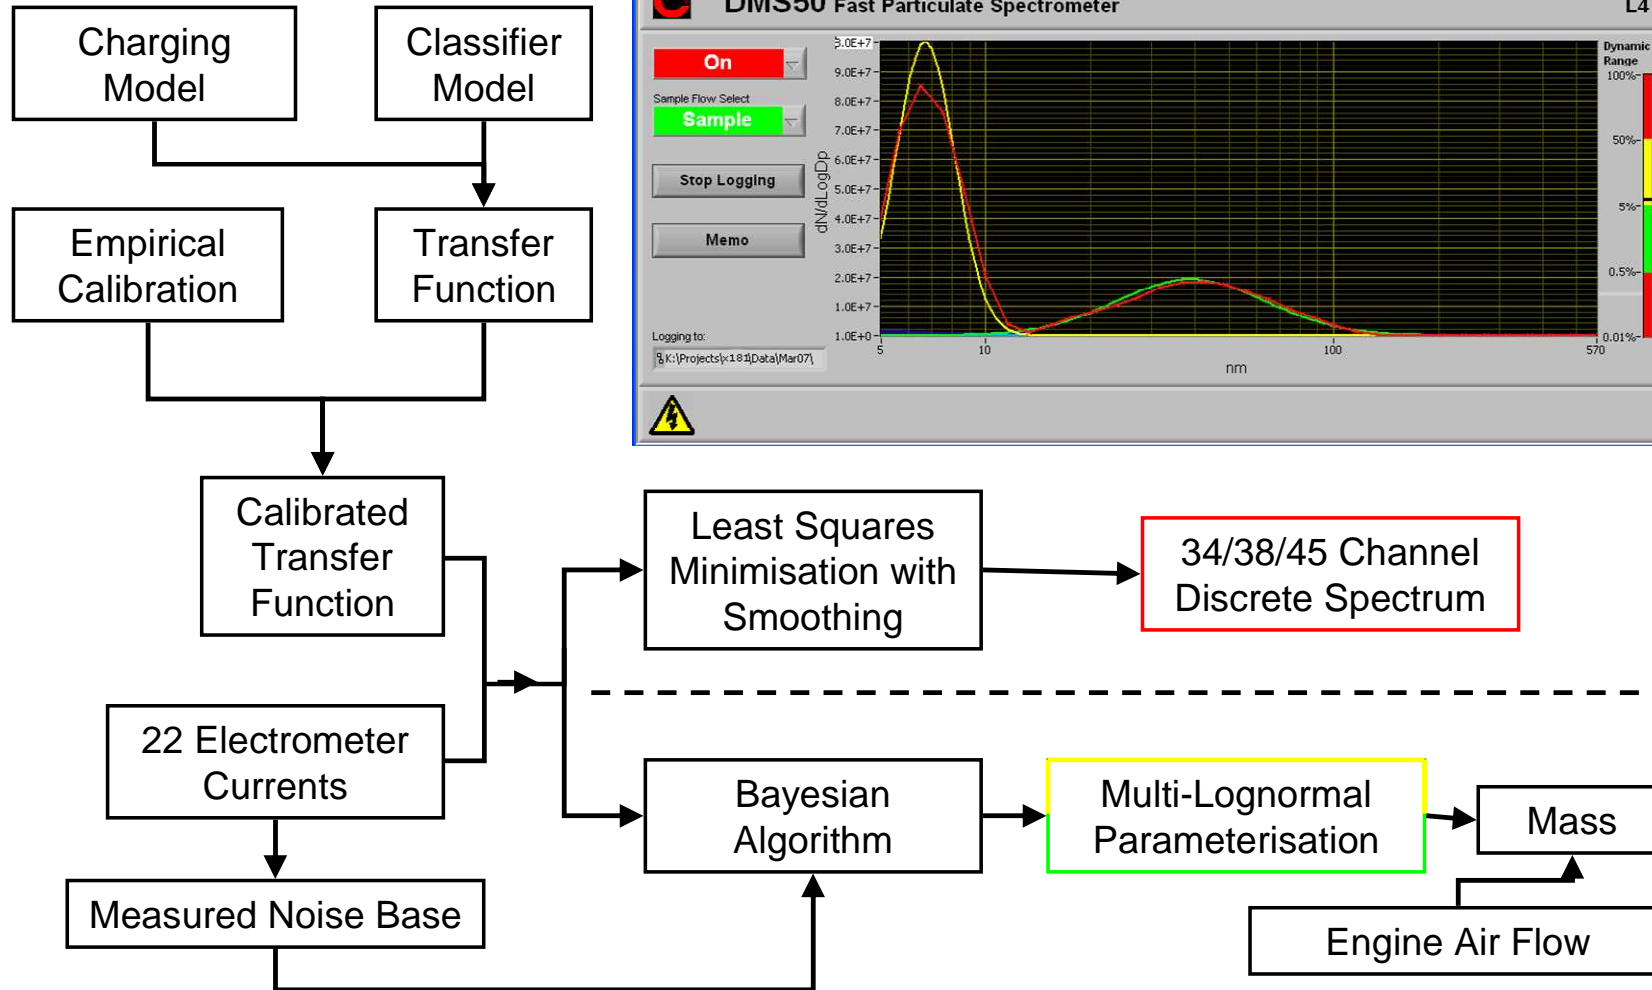 Charging
Model
Classifier
Model
Empirical
Calibration
Transfer
Function
Calibrated
Transfer
Function
22 Electrometer
Currents
Measured Noise Base
Least Squares
Minimisation with
Smoothing
34/38/45 Channel
Discrete Spectrum
Bayesian
Algorithm
Multi-Lognormal
Parameterisation
Mass
Engine Air Flow
DMS50 Fast Particulate Spectrometer
L4
On
Sample Flow Select
Sample
Stop Logging
Memo
Logging to:
K:\Projects\x181\Data\Mar07\
dN/dLogDp
9.0E+7
8.0E+7
7.0E+7
6.0E+7
5.0E+7
4.0E+7
3.0E+7
2.0E+7
1.0E+7
1.0E+0
5
10
100
570
nm
Dynamic
Range
100%
50%
5%
0.5%
0.01%